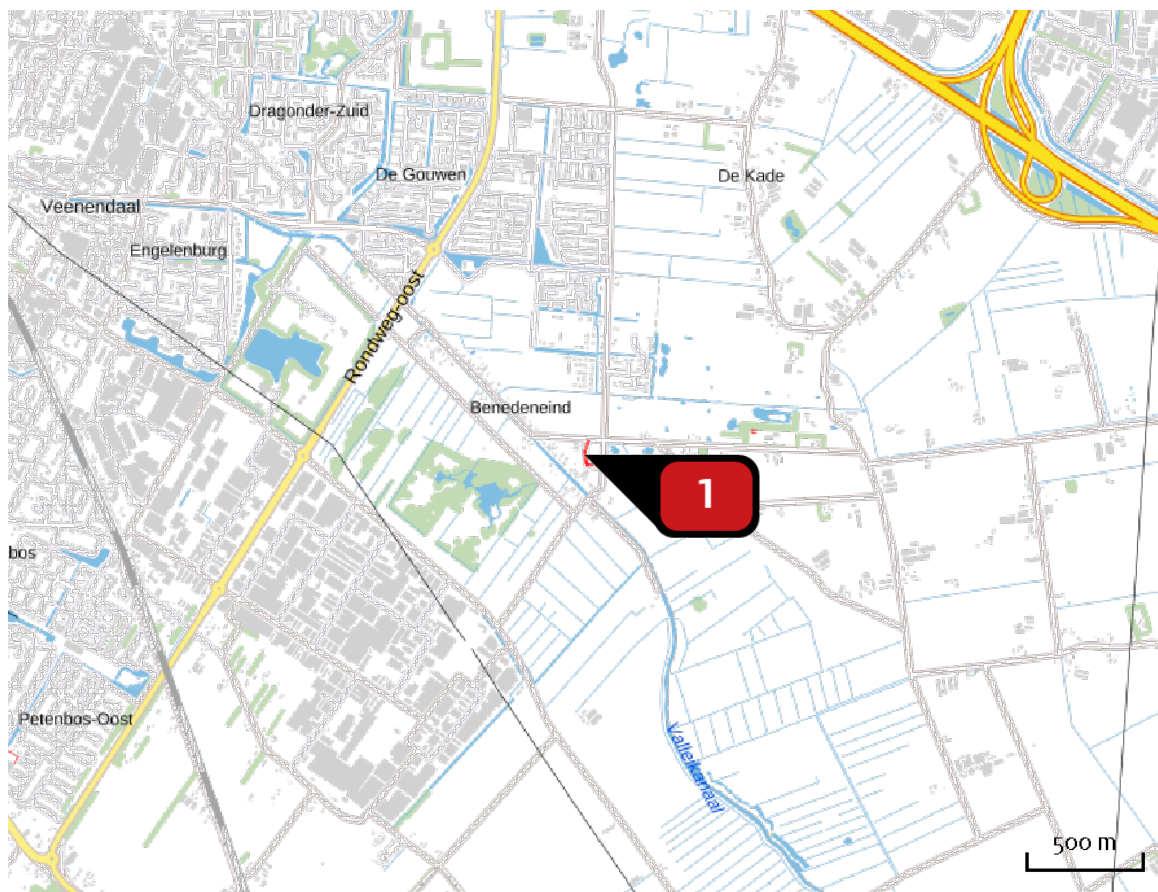 Dragonder-Zuid
De Gouwen
De Kade
Veenendaal
Engelenburg
Rondweg-oost
Benedeneind
1
bos
Petenbos-Oost
Valleikanaal
500 m